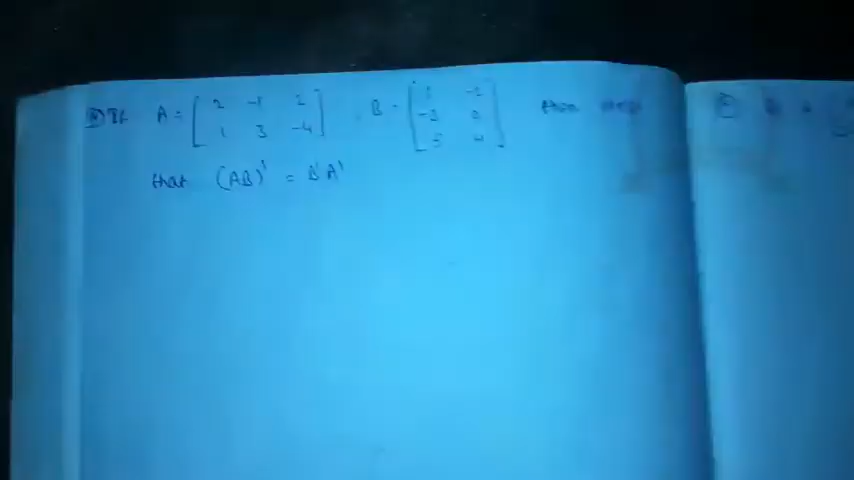 If A = [ 2 -1 2 ; 1 3 -4 ] , B = [ 1 -2 ; -3 0 ; 5 4 ] then
that (AB)' = B'A'